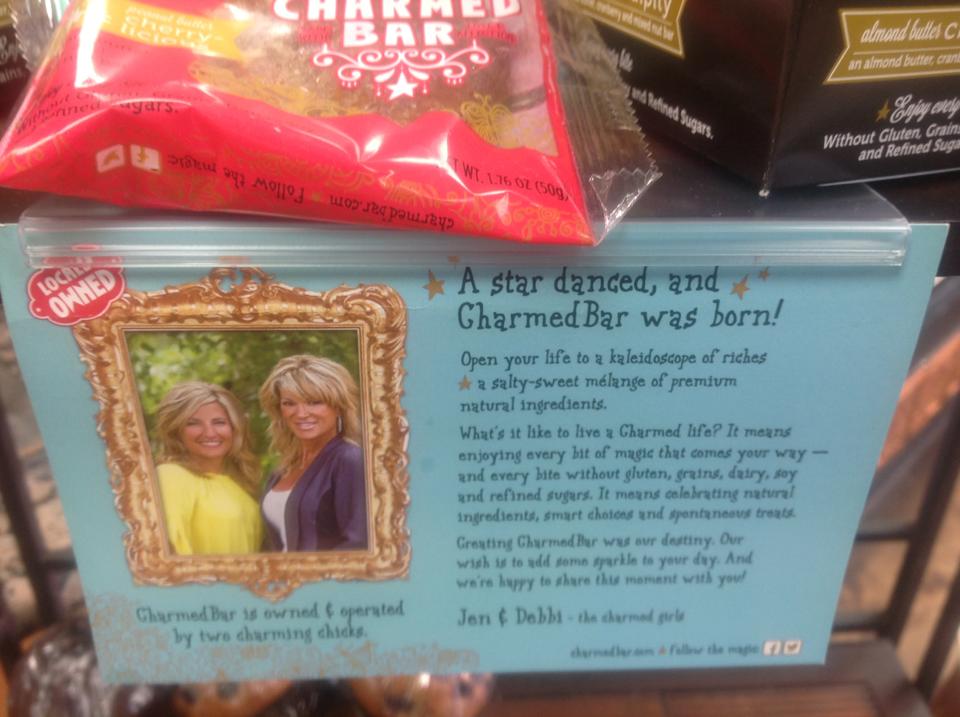 CHARMED
BAR
peanut butter
cherry-
licious
Without
Refined Sugars.
T WT. 1.76 OZ (50g)
charmedbar.com Follow the magic:
and mixed nut bar
and Refined Sugars.
almond butter
an almond butter,
Enjoy every
Without Gluten, Grains
and Refined Suga
LOCALLY
OWNED
A star danced, and
CharmedBar was born!
Open your life to a kaleidoscope of riches
a salty-sweet mélange of premium
natural ingredients.
What's it like to live a Charmed life? It means
enjoying every bit of magic that comes your way —
and every bite without gluten, grains, dairy, soy
and refined sugars. It means celebrating natural
ingredients, smart choices and spontaneous treats.
Creating CharmedBar was our destiny. Our
wish is to add some sparkle to your day. And
we're happy to share this moment with you!
Jen & Debbi - the charmed girls
charmedbar.com ★ follow the magic:
CharmedBar is owned & operated
by two charming chicks.